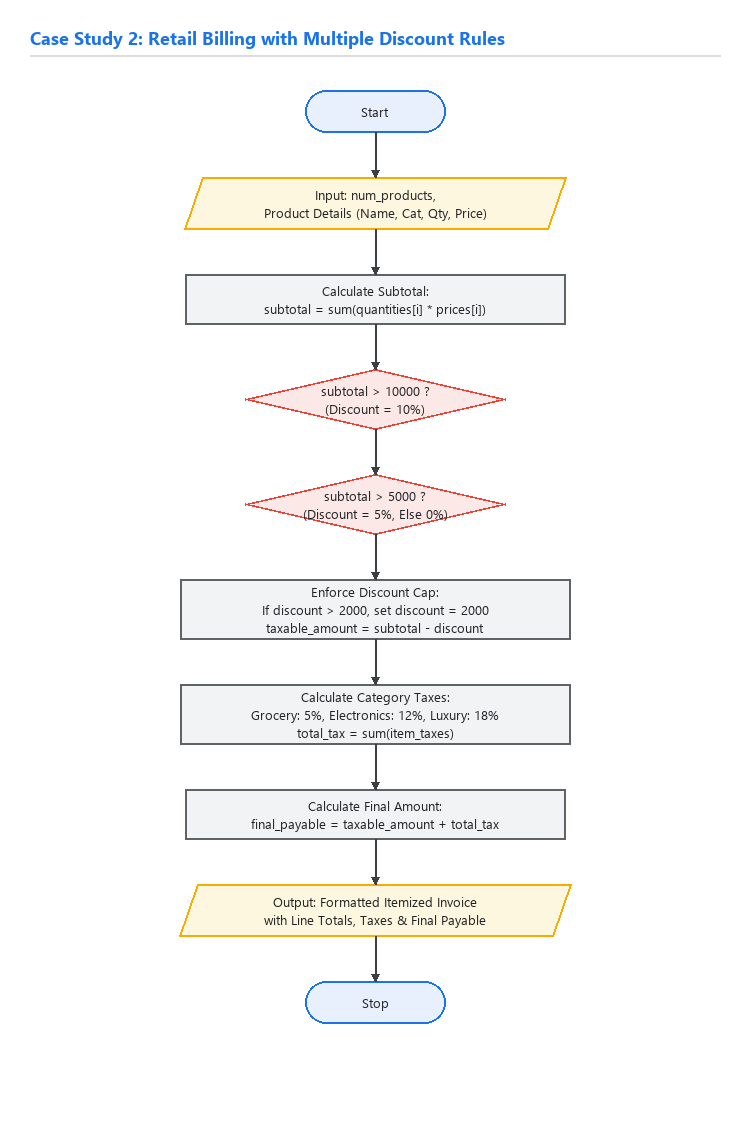 Case Study 2: Retail Billing with Multiple Discount Rules
Start
Input: num_products,
Product Details (Name, Cat, Qty, Price)
Calculate Subtotal:
subtotal = sum(quantities[i] * prices[i])
subtotal > 10000 ?
(Discount = 10%)
subtotal > 5000 ?
(Discount = 5%, Else 0%)
Enforce Discount Cap:
If discount > 2000, set discount = 2000
taxable_amount = subtotal - discount
Calculate Category Taxes:
Grocery: 5%, Electronics: 12%, Luxury: 18%
total_tax = sum(item_taxes)
Calculate Final Amount:
final_payable = taxable_amount + total_tax
Output: Formatted Itemized Invoice
with Line Totals, Taxes & Final Payable
Stop